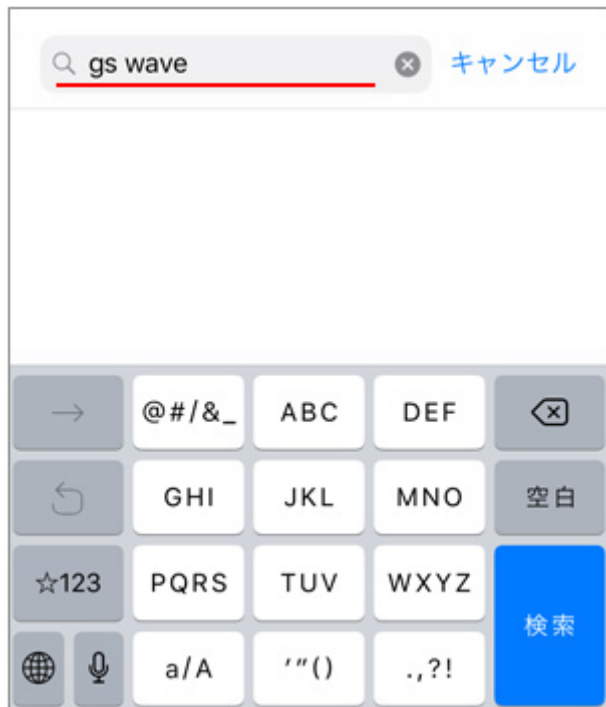 gs wave キャンセル
→ @#/&_ ABC DEF
GHI JKL MNO 空白
☆123 PQRS TUV WXYZ
検索
a/A ′″() .,?!